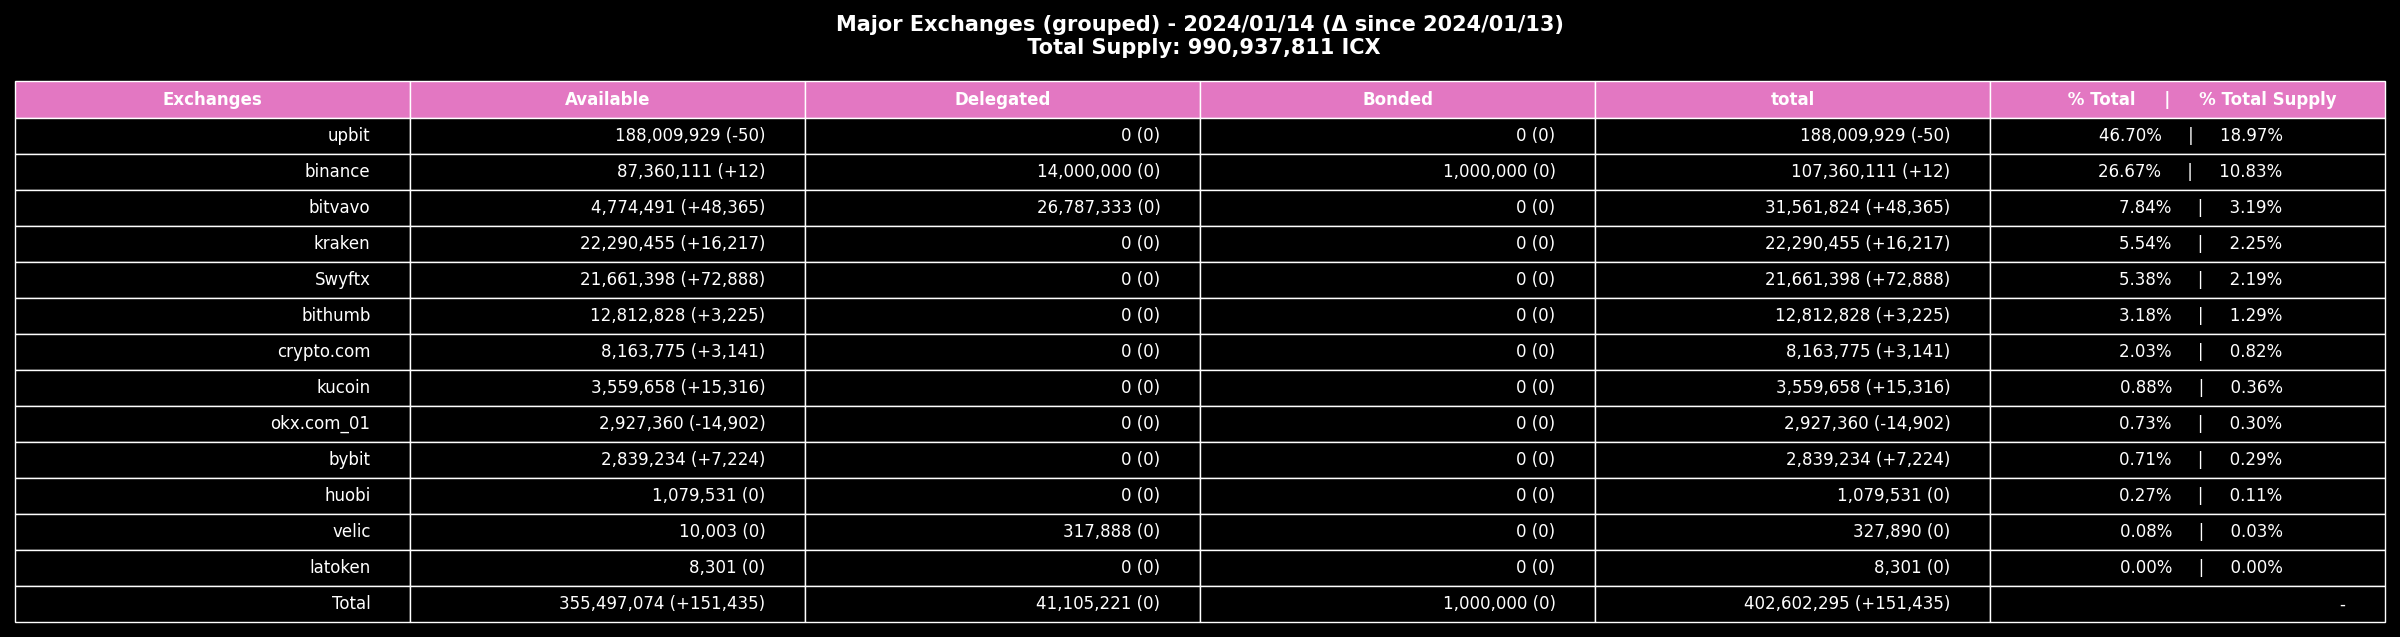 Major Exchanges (grouped) - 2024/01/14 (Δ since 2024/01/13)
Total Supply: 990,937,811 ICX
Exchanges Available Delegated Bonded total % Total | % Total Supply
upbit 188,009,929 (-50) 0 (0) 0 (0) 188,009,929 (-50) 46.70% | 18.97%
binance 87,360,111 (+12) 14,000,000 (0) 1,000,000 (0) 107,360,111 (+12) 26.67% | 10.83%
bitvavo 4,774,491 (+48,365) 26,787,333 (0) 0 (0) 31,561,824 (+48,365) 7.84% | 3.19%
kraken 22,290,455 (+16,217) 0 (0) 0 (0) 22,290,455 (+16,217) 5.54% | 2.25%
Swyftx 21,661,398 (+72,888) 0 (0) 0 (0) 21,661,398 (+72,888) 5.38% | 2.19%
bithumb 12,812,828 (+3,225) 0 (0) 0 (0) 12,812,828 (+3,225) 3.18% | 1.29%
crypto.com 8,163,775 (+3,141) 0 (0) 0 (0) 8,163,775 (+3,141) 2.03% | 0.82%
kucoin 3,559,658 (+15,316) 0 (0) 0 (0) 3,559,658 (+15,316) 0.88% | 0.36%
okx.com_01 2,927,360 (-14,902) 0 (0) 0 (0) 2,927,360 (-14,902) 0.73% | 0.30%
bybit 2,839,234 (+7,224) 0 (0) 0 (0) 2,839,234 (+7,224) 0.71% | 0.29%
huobi 1,079,531 (0) 0 (0) 0 (0) 1,079,531 (0) 0.27% | 0.11%
velic 10,003 (0) 317,888 (0) 0 (0) 327,890 (0) 0.08% | 0.03%
latoken 8,301 (0) 0 (0) 0 (0) 8,301 (0) 0.00% | 0.00%
Total 355,497,074 (+151,435) 41,105,221 (0) 1,000,000 (0) 402,602,295 (+151,435) -